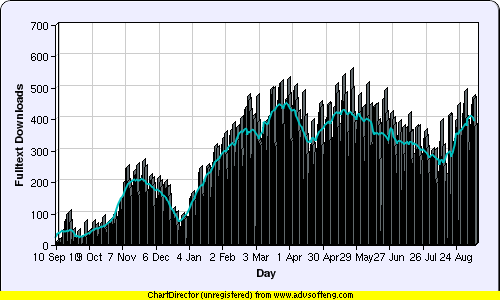 700
600
500
400
300
200
100
0
Fulltext Downloads
10 Sep 10 9 Oct 7 Nov 6 Dec 4 Jan 2 Feb 3 Mar 1 Apr 30 Apr 29 May 27 Jun 26 Jul 24 Aug
Day
ChartDirector (unregistered) from www.advsofteng.com